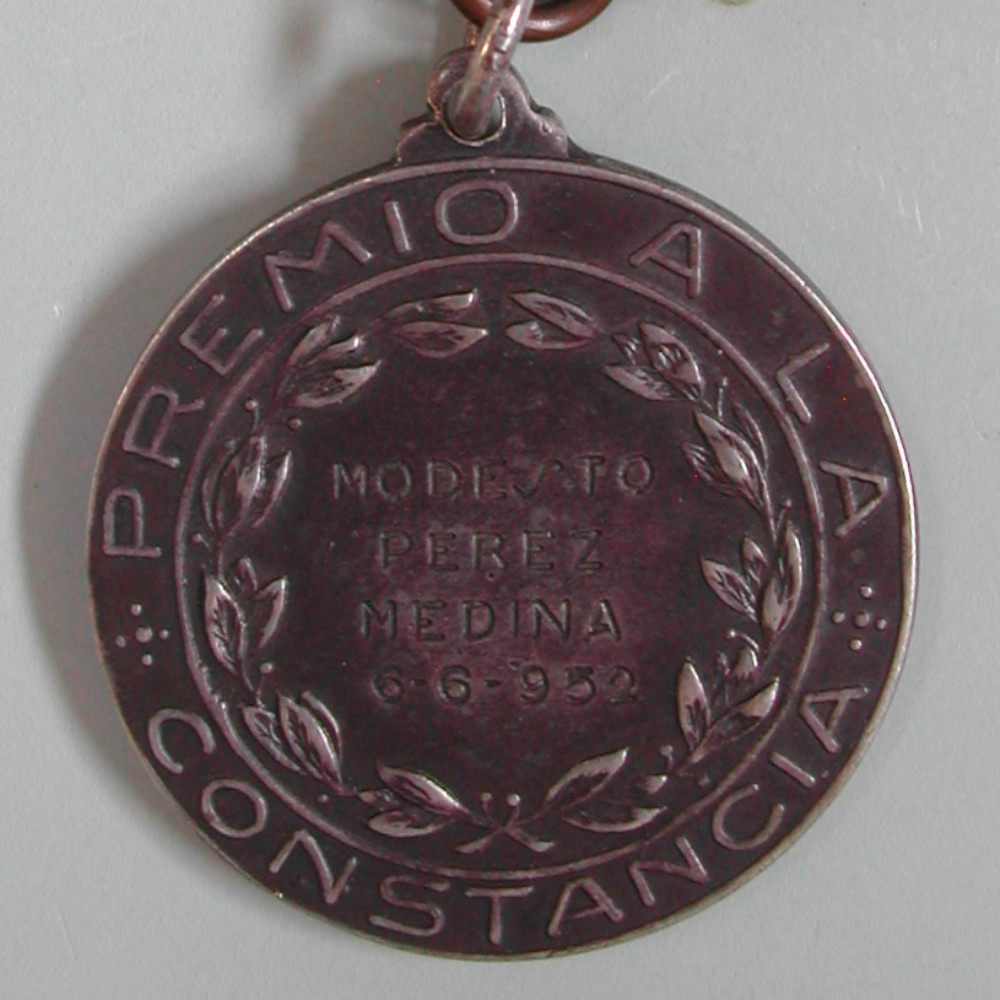 PREMIO A LA
CONSTANCIA
MODESTO
PEREZ
MEDINA
6-6-952